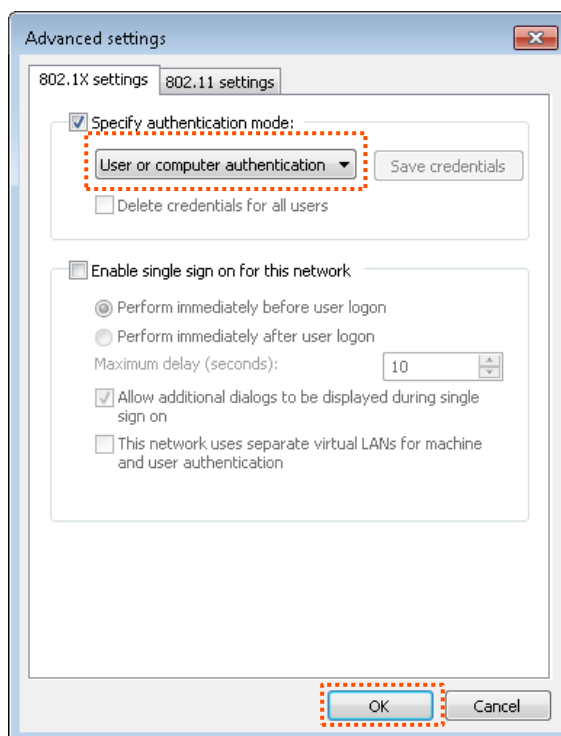 Advanced settings
802.1X settings
802.11 settings
Specify authentication mode:
User or computer authentication
Save credentials
Delete credentials for all users
Enable single sign on for this network
Perform immediately before user logon
Perform immediately after user logon
Maximum delay (seconds):
10
Allow additional dialogs to be displayed during single
sign on
This network uses separate virtual LANs for machine
and user authentication
OK
Cancel